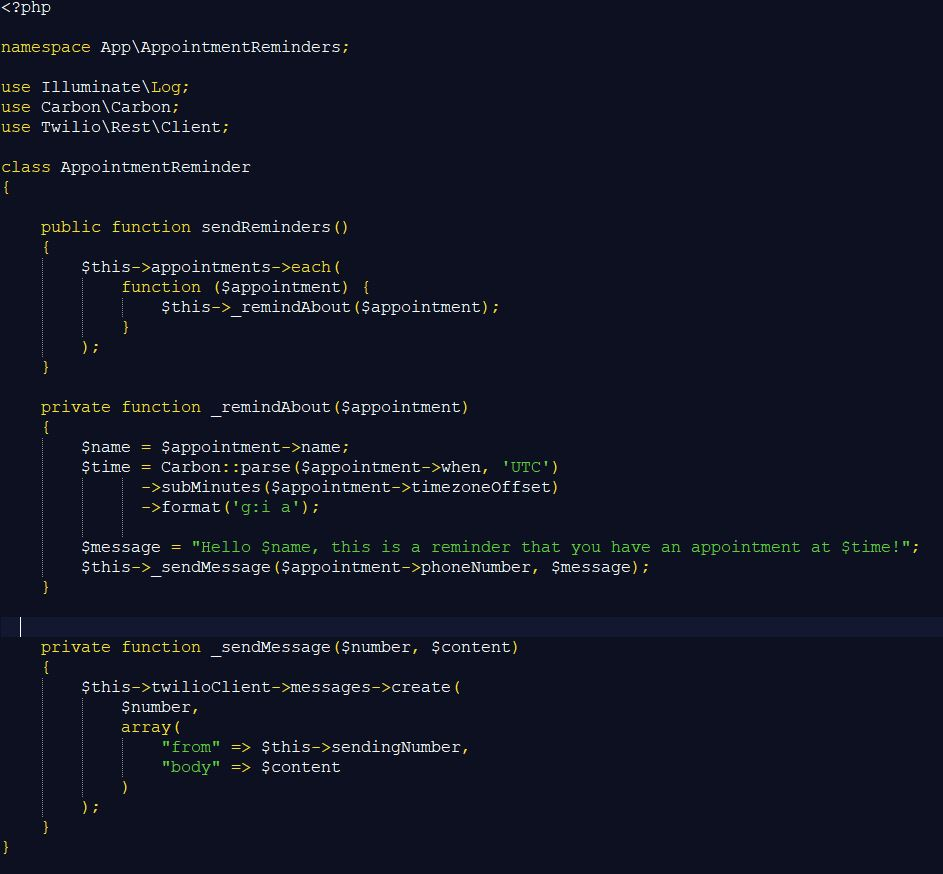 <?php
namespace App\AppointmentReminders;
use Illuminate\Log;
use Carbon\Carbon;
use Twilio\Rest\Client;
class AppointmentReminder
{
    public function sendReminders()
    {
        $this->appointments->each(
            function ($appointment) {
                $this->_remindAbout($appointment);
            }
        );
    }
    private function _remindAbout($appointment)
    {
        $name = $appointment->name;
        $time = Carbon::parse($appointment->when, 'UTC')
              ->subMinutes($appointment->timezoneOffset)
              ->format('g:i a');
        $message = "Hello $name, this is a reminder that you have an appointment at $time!";
        $this->_sendMessage($appointment->phoneNumber, $message);
    }
    private function _sendMessage($number, $content)
    {
        $this->twilioClient->messages->create(
            $number,
            array(
                "from" => $this->sendingNumber,
                "body" => $content
            )
        );
    }
}